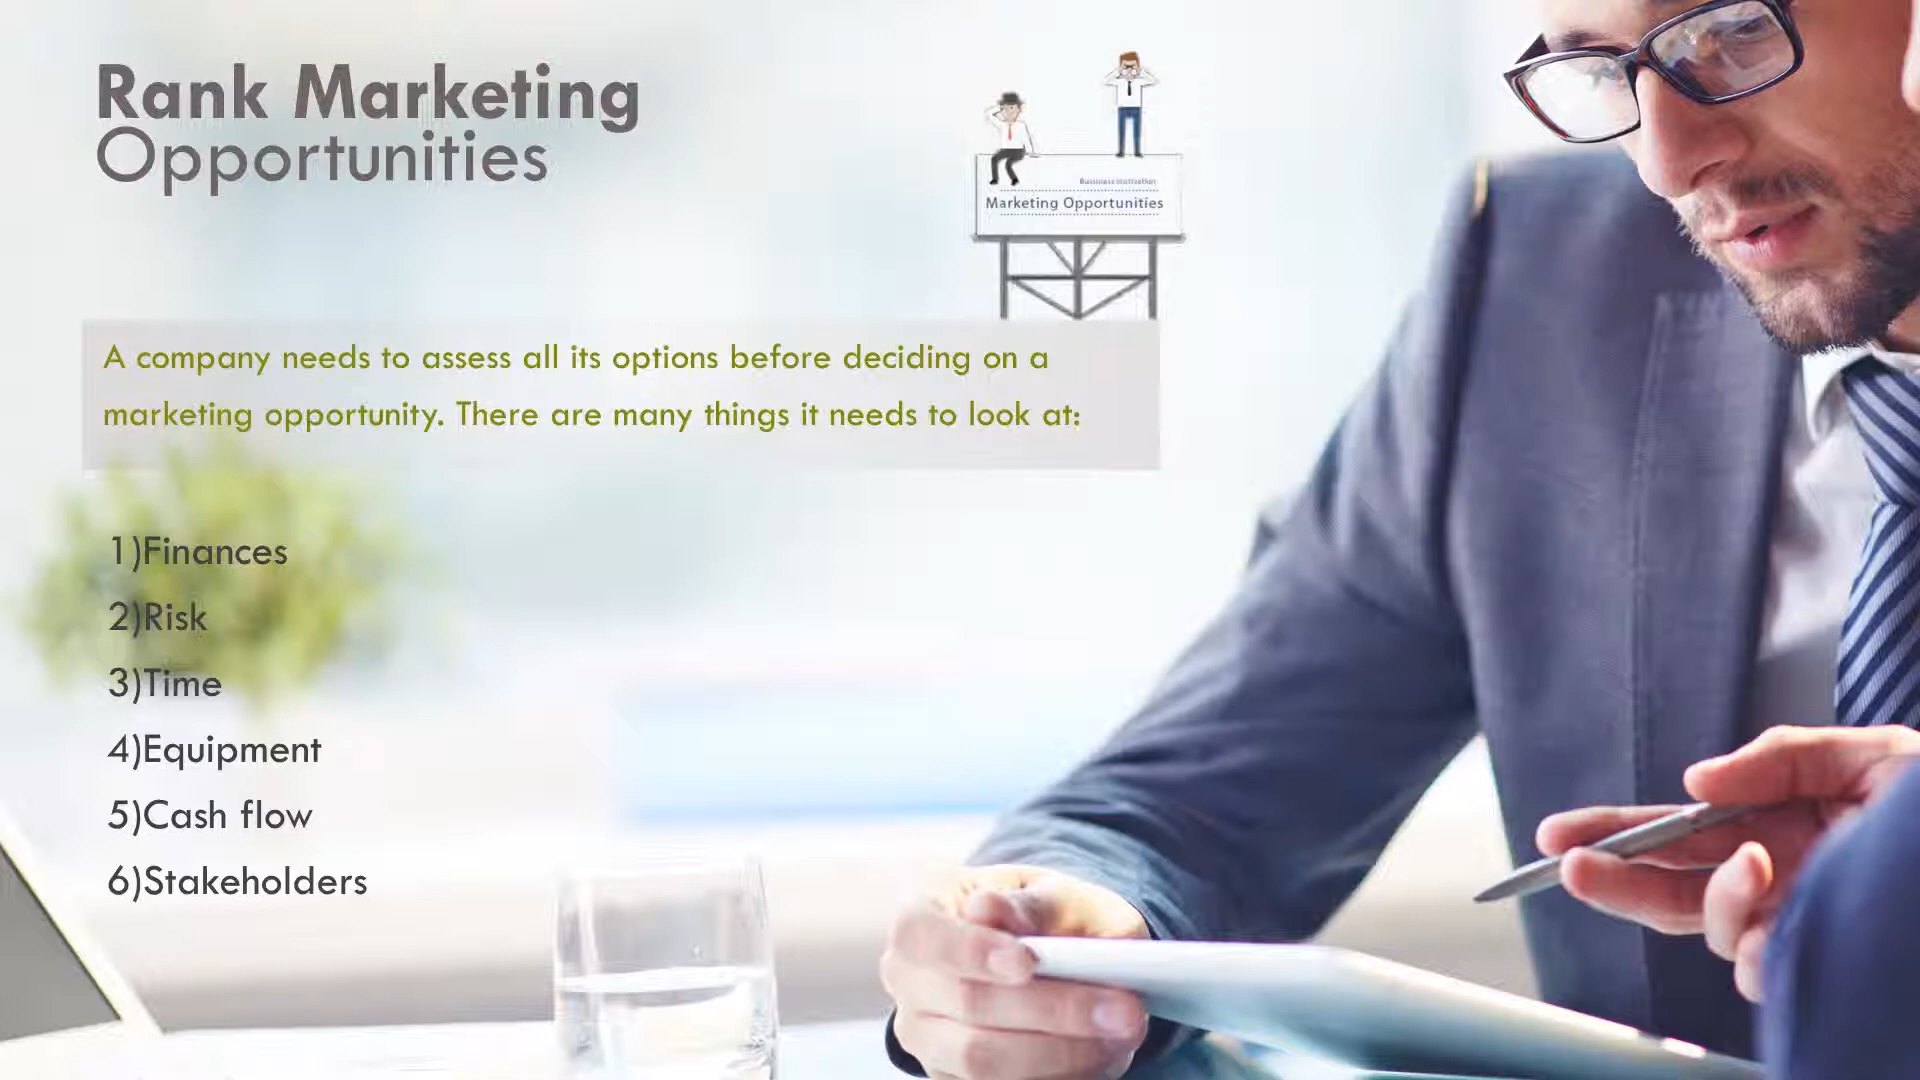 Rank Marketing
Opportunities
Business motivation
Marketing Opportunities
A company needs to assess all its options before deciding on a
marketing opportunity. There are many things it needs to look at:
1)Finances
2)Risk
3)Time
4)Equipment
5)Cash flow
6)Stakeholders